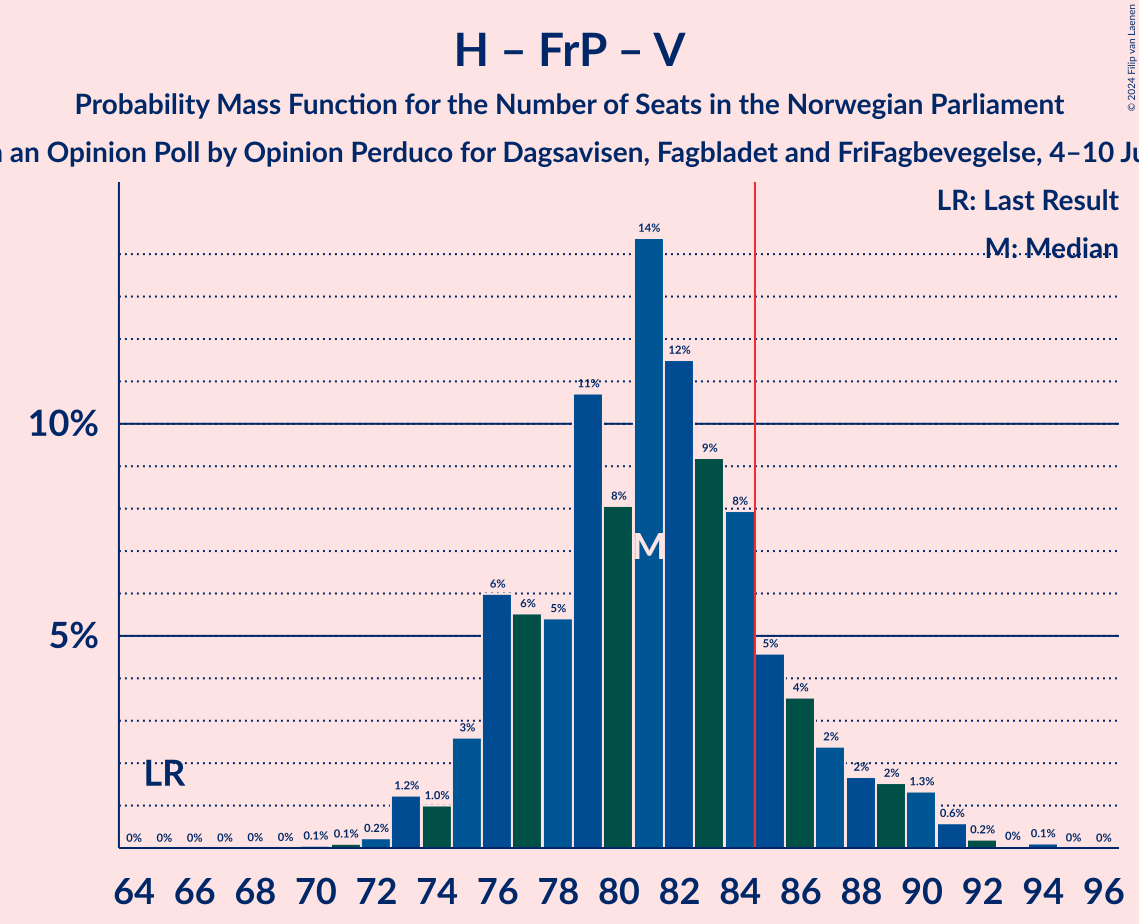 H – FrP – V
Probability Mass Function for the Number of Seats in the Norwegian Parliament
an Opinion Poll by Opinion Perduco for Dagsavisen, Fagbladet and FriFagbevegelse, 4–10
© 2024 Filip van Laenen
LR: Last Result
M: Median
14%
12%
11%
10%
9%
8%
8%
M
6%
6%
5%
5%
5%
4%
3%
2%
LR
2%
2%
1.2%
1.0%
1.3%
0.6%
0% 0% 0% 0% 0% 0% 0.1% 0.1% 0.2% 0.2% 0% 0.1% 0% 0%
64 66 68 70 72 74 76 78 80 82 84 86 88 90 92 94 96